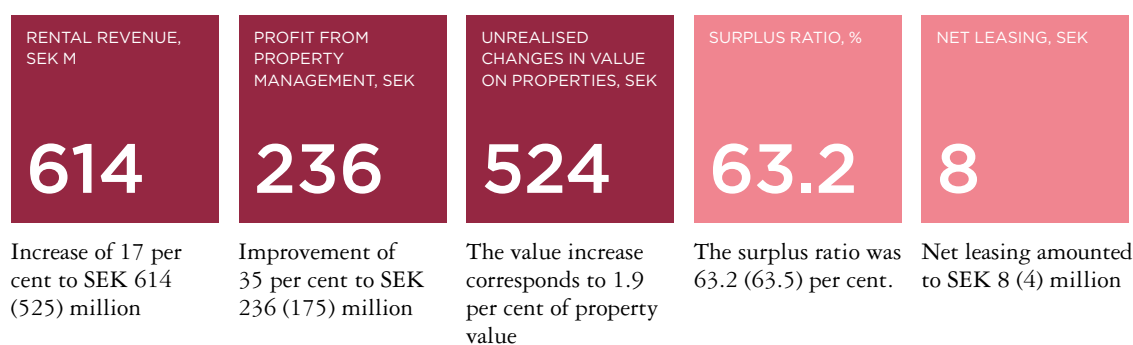 RENTAL REVENUE,
SEK M
614
Increase of 17 per
cent to SEK 614
(525) million
PROFIT FROM
PROPERTY
MANAGEMENT, SEK
236
Improvement of
35 per cent to SEK
236 (175) million
UNREALISED
CHANGES IN VALUE
ON PROPERTIES, SEK
524
The value increase
corresponds to 1.9
per cent of property
value
SURPLUS RATIO, %
63.2
The surplus ratio was
63.2 (63.5) per cent.
NET LEASING, SEK
8
Net leasing amounted
to SEK 8 (4) million